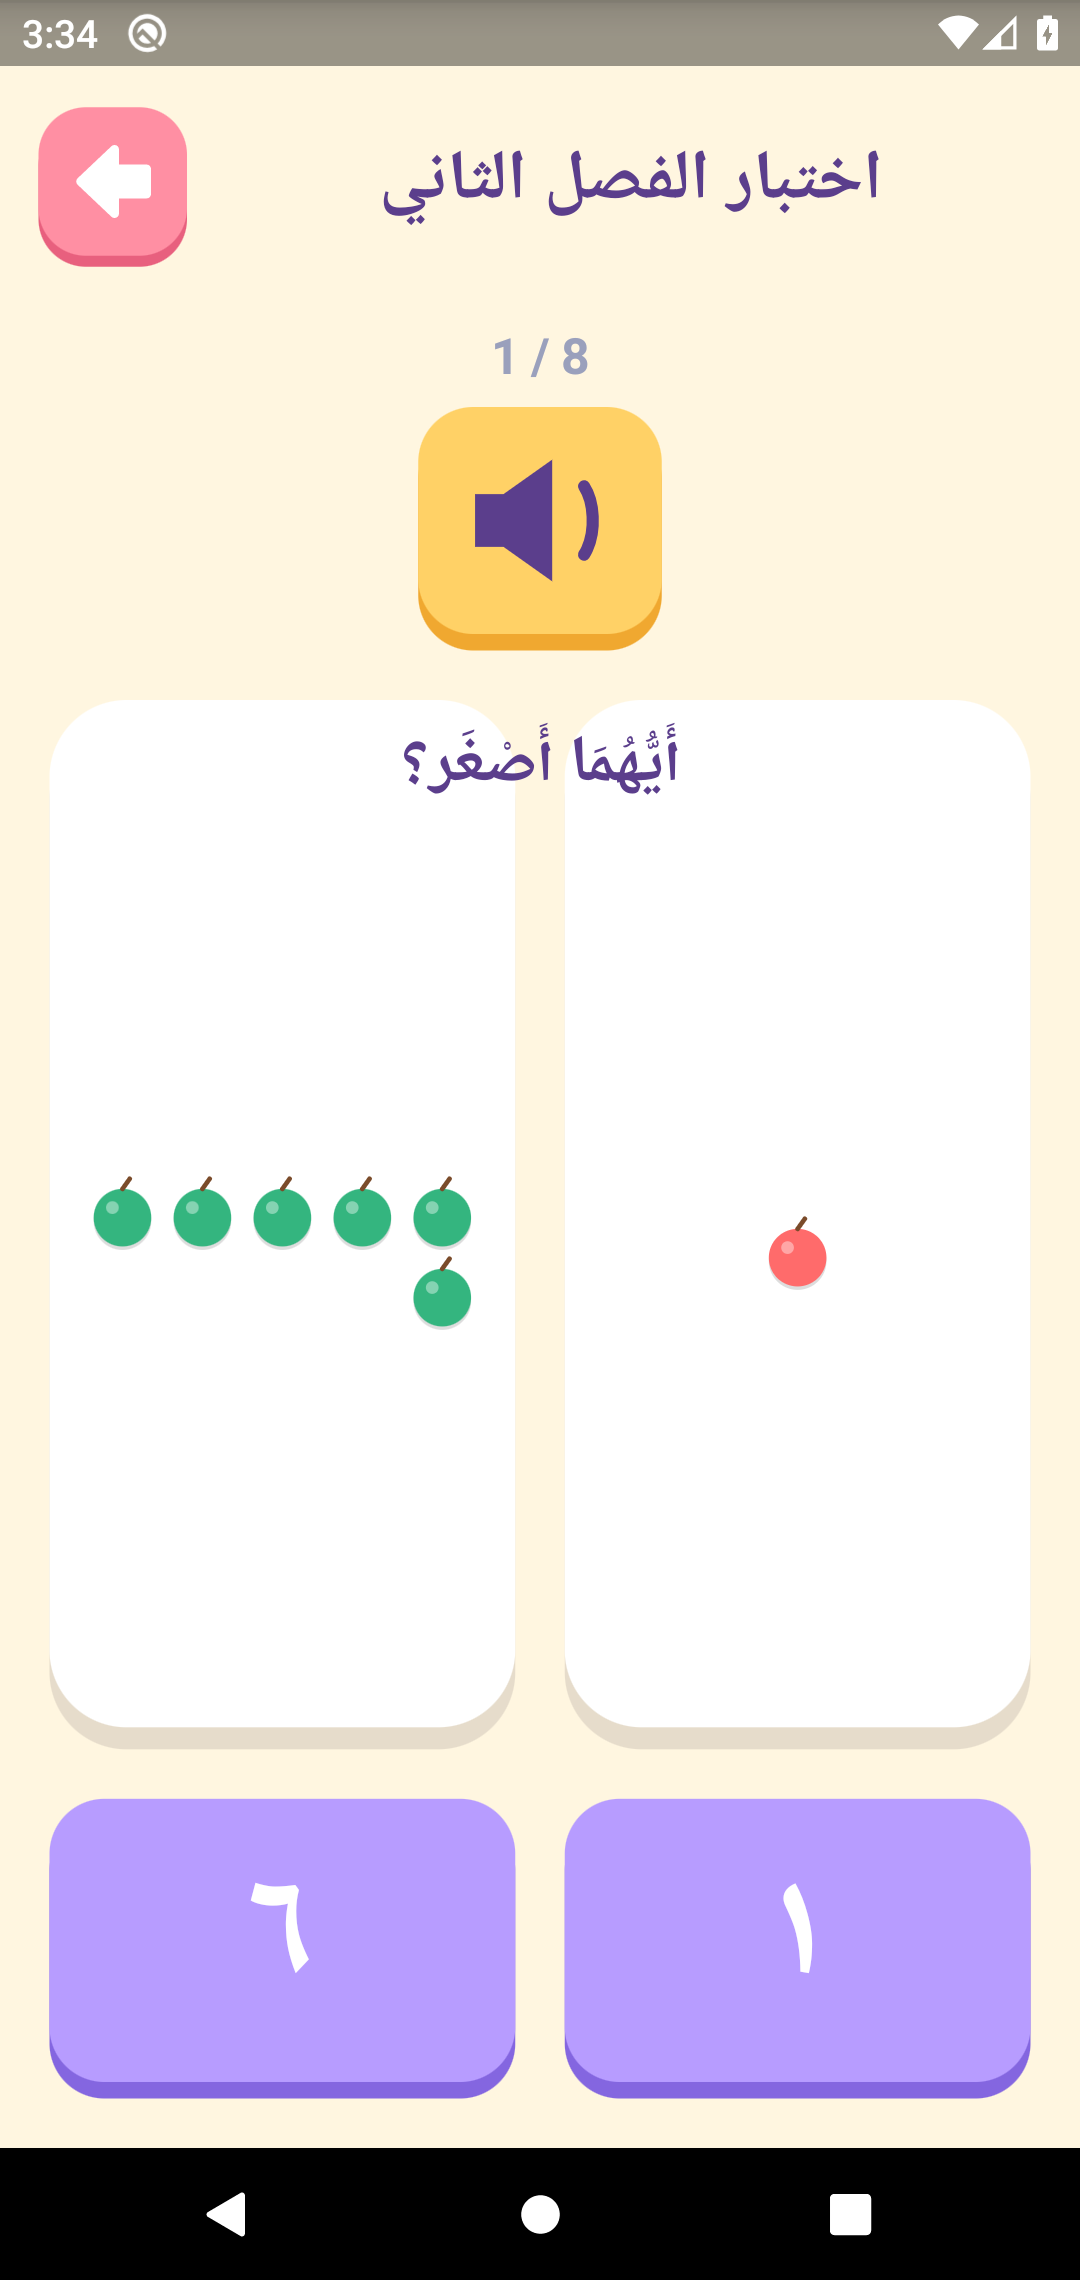 3:34
اختبار الفصل الثاني
1 / 8
أَيُّهُمَا أَصْغَر؟
١
٦